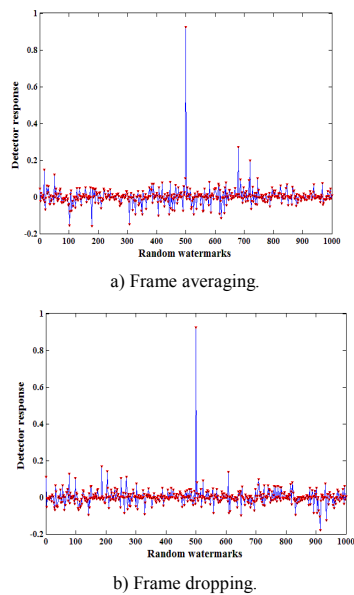 1
0.8
0.6
0.4
0.2
0
-0.2
Detector response
0 100 200 300 400 500 600 700 800 900 1000
Random watermarks
a) Frame averaging.
1
0.8
0.6
0.4
0.2
0
-0.2
Detector response
0 100 200 300 400 500 600 700 800 900 1000
Random watermarks
b) Frame dropping.